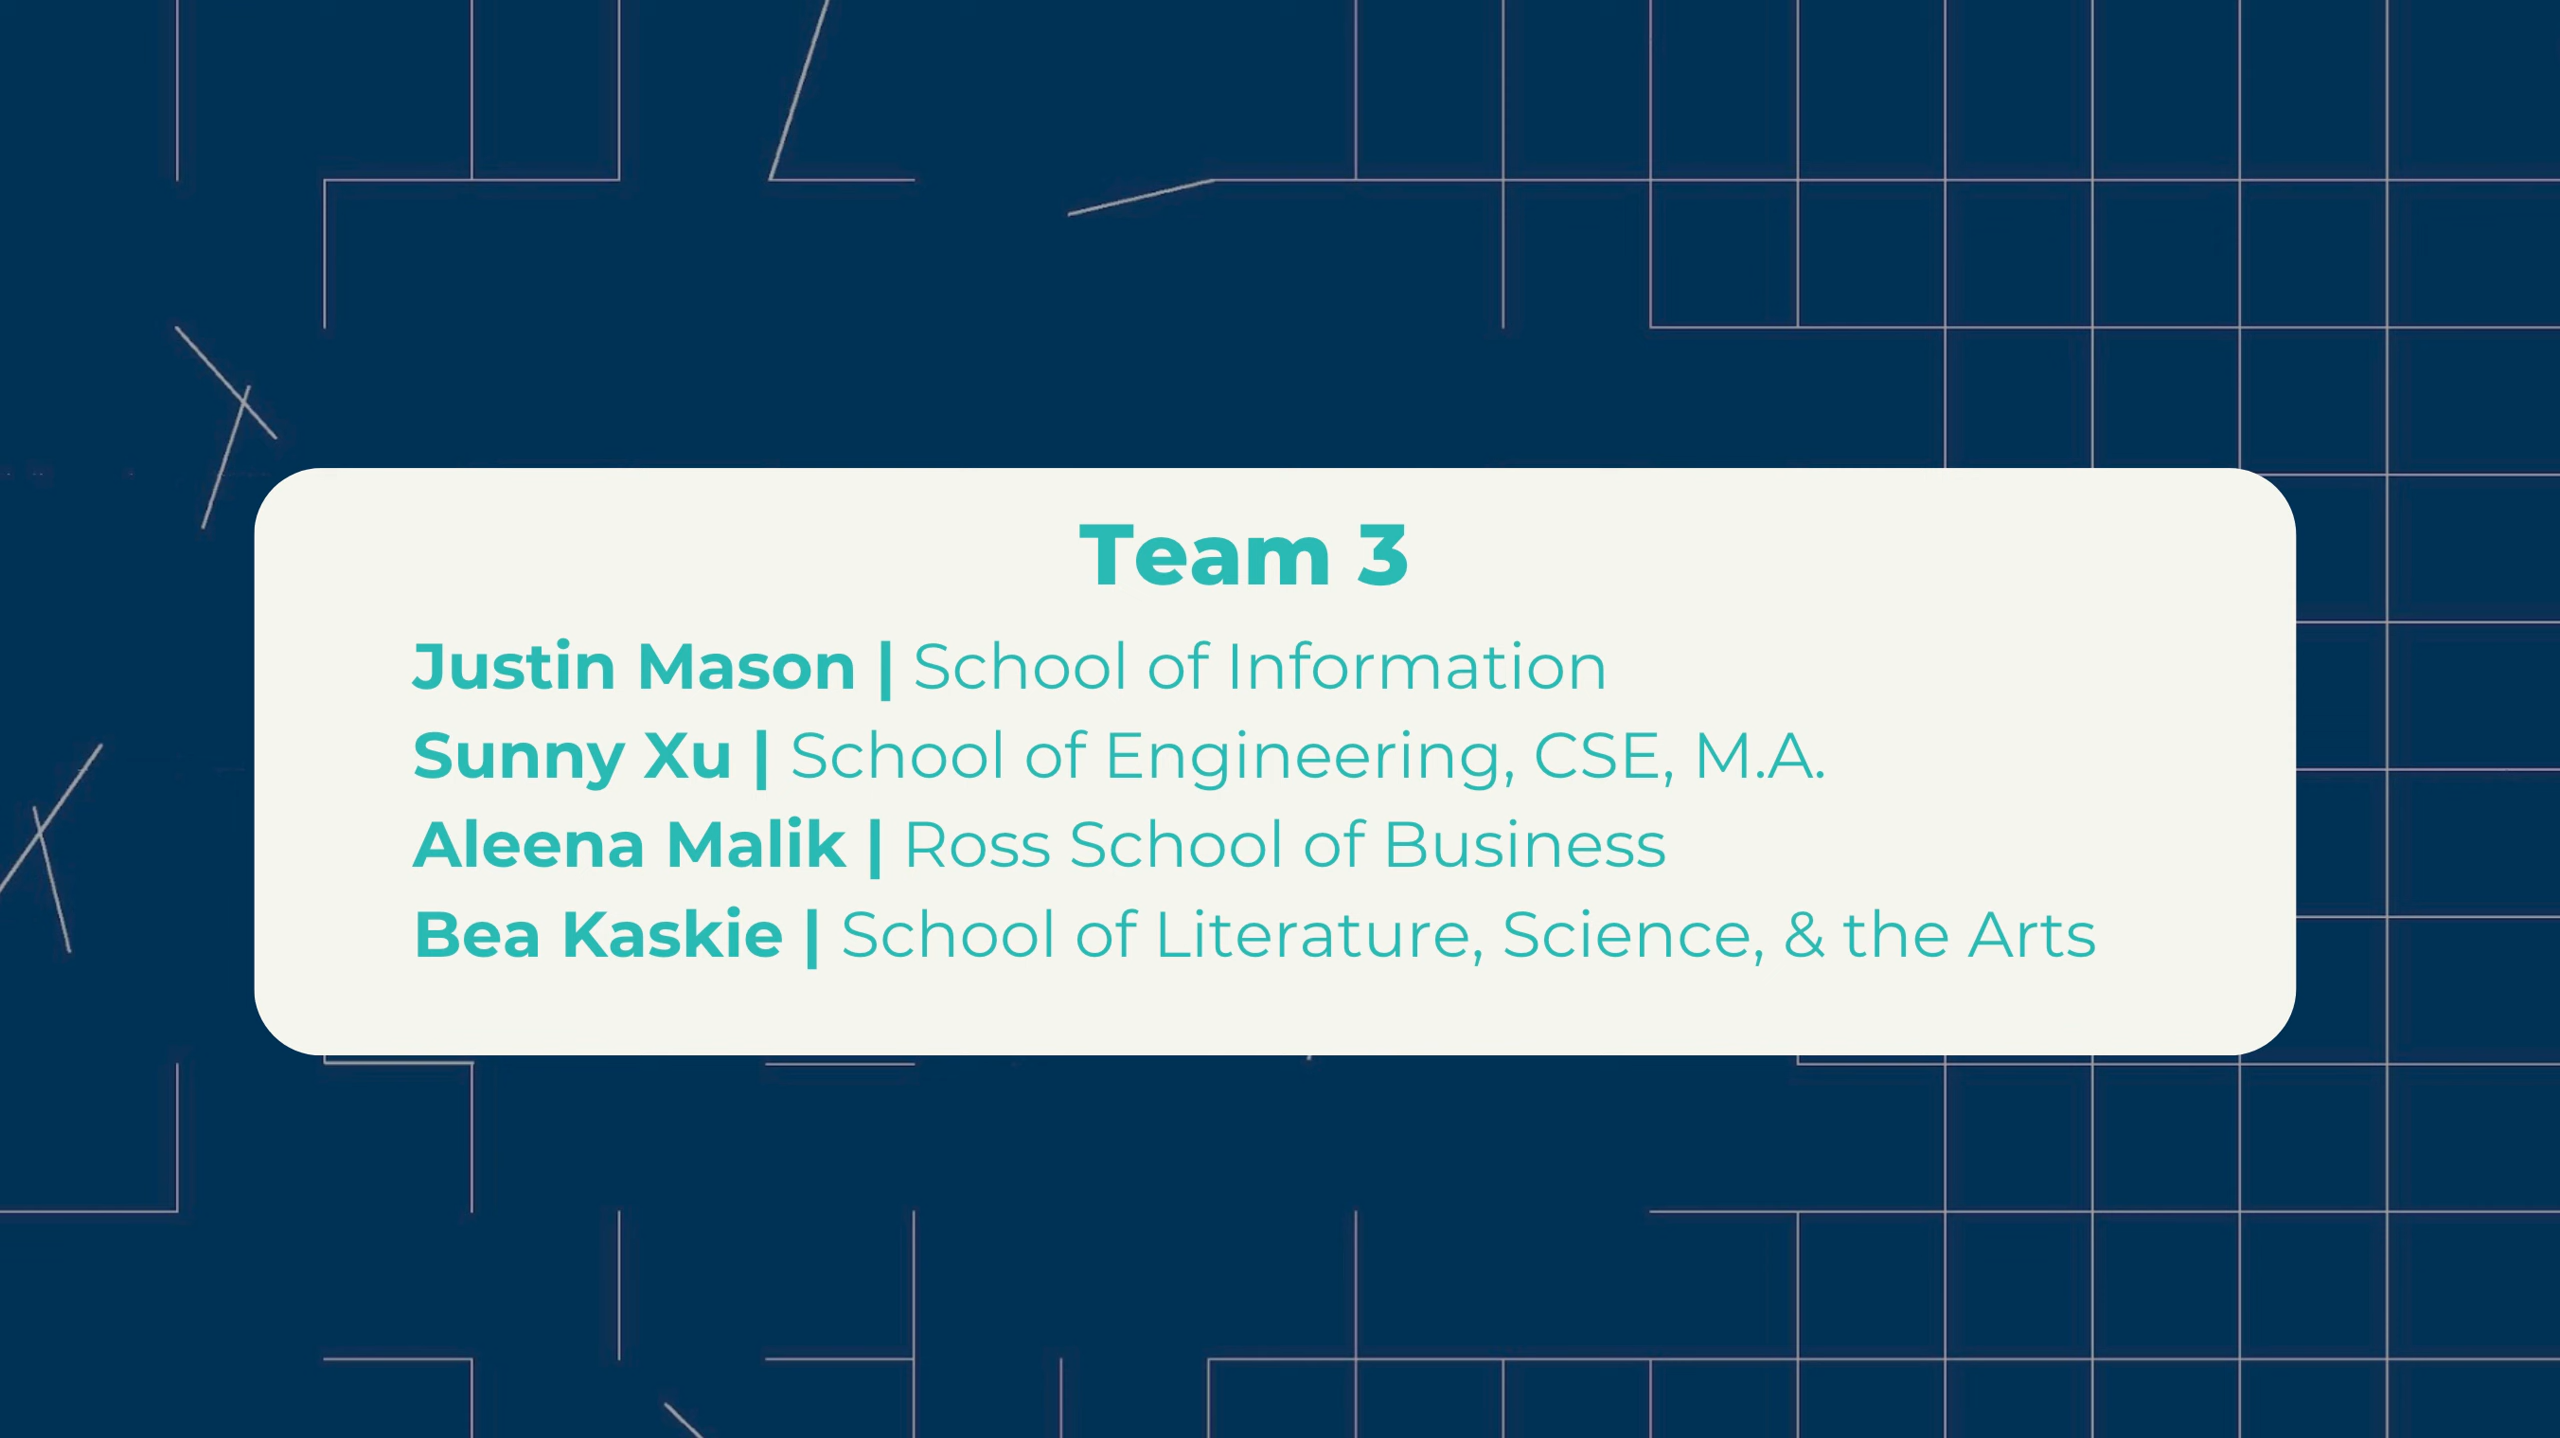 Team 3
Justin Mason | School of Information
Sunny Xu | School of Engineering, CSE, M.A.
Aleena Malik | Ross School of Business
Bea Kaskie | School of Literature, Science, & the Arts